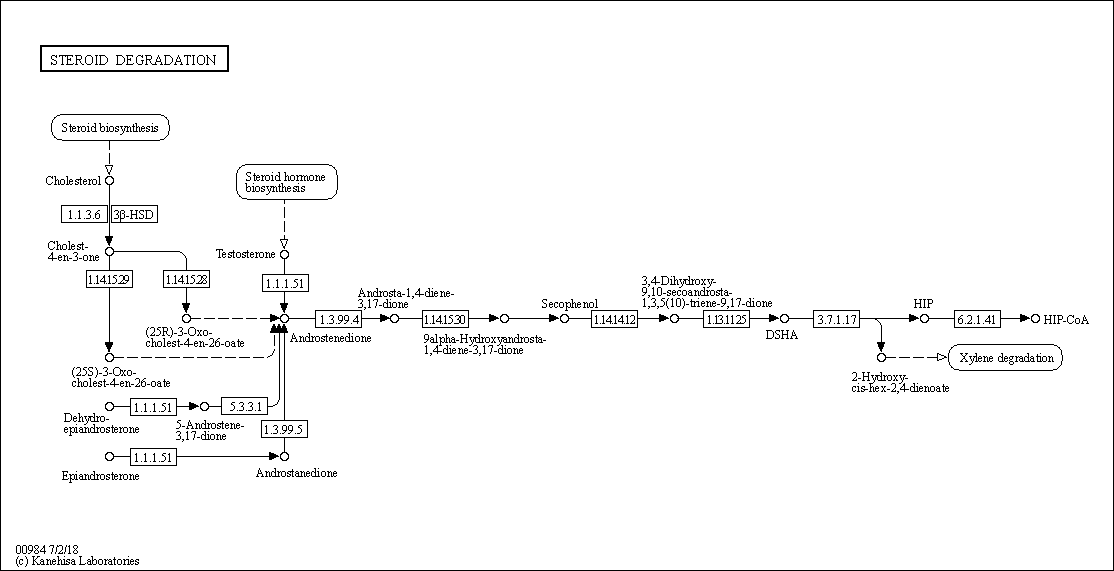 STEROID DEGRADATION
Steroid biosynthesis
Cholesterol
Steroid hormone
biosynthesis
1.1.3.6
3β-HSD
Cholest-
4-en-3-one
Testosterone
1.14.15.29
1.14.15.28
1.1.1.51
Androsta-1,4-diene-
3,17-dione
3,4-Dihydroxy-
9,10-secoandrosta-
1,3,5(10)-triene-9,17-dione
Secophenol
HIP
1.3.99.4
1.14.15.30
1.14.14.12
1.13.11.25
3.7.1.17
6.2.1.41
HIP-CoA
(25R)-3-Oxo-
cholest-4-en-26-oate
Androstenedione
9alpha-Hydroxyandrosta-
1,4-diene-3,17-dione
DSHA
Xylene degradation
(25S)-3-Oxo-
cholest-4-en-26-oate
2-Hydroxy-
cis-hex-2,4-dienoate
1.1.1.51
5.3.3.1
Dehydro-
epiandrosterone
5-Androstene-
3,17-dione
1.3.99.5
1.1.1.51
Epiandrosterone
Androstanedione
00984 7/2/18
(c) Kanehisa Laboratories